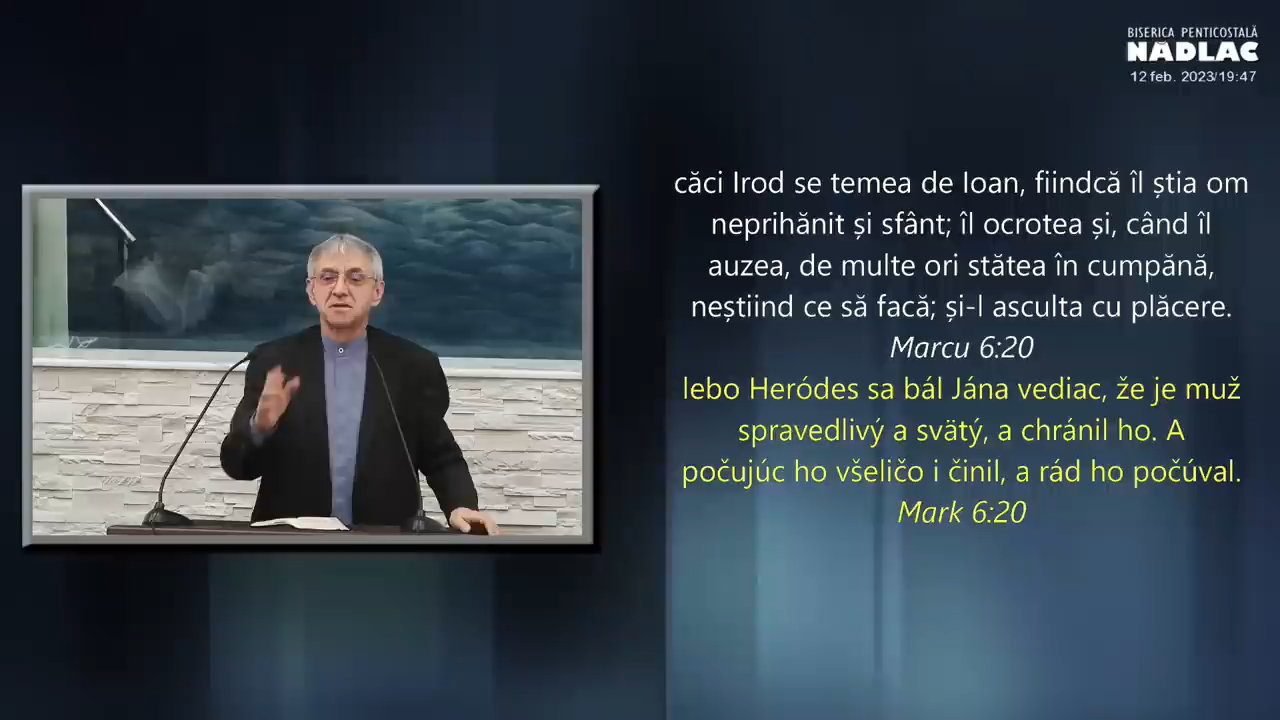 BISERICA PENTICOSTALĂ
NĂDLAC
12 feb. 2023/19:47
căci Irod se temea de Ioan, fiindcă îl știa om
neprihănit și sfânt; îl ocrotea și, când îl
auzea, de multe ori stătea în cumpănă,
neștiind ce să facă; și-l asculta cu plăcere.
Marcu 6:20
lebo Heródes sa bál Jána vediac, že je muž
spravedlivý a svätý, a chránil ho. A
počujúc ho všeličo i činil, a rád ho počúval.
Mark 6:20